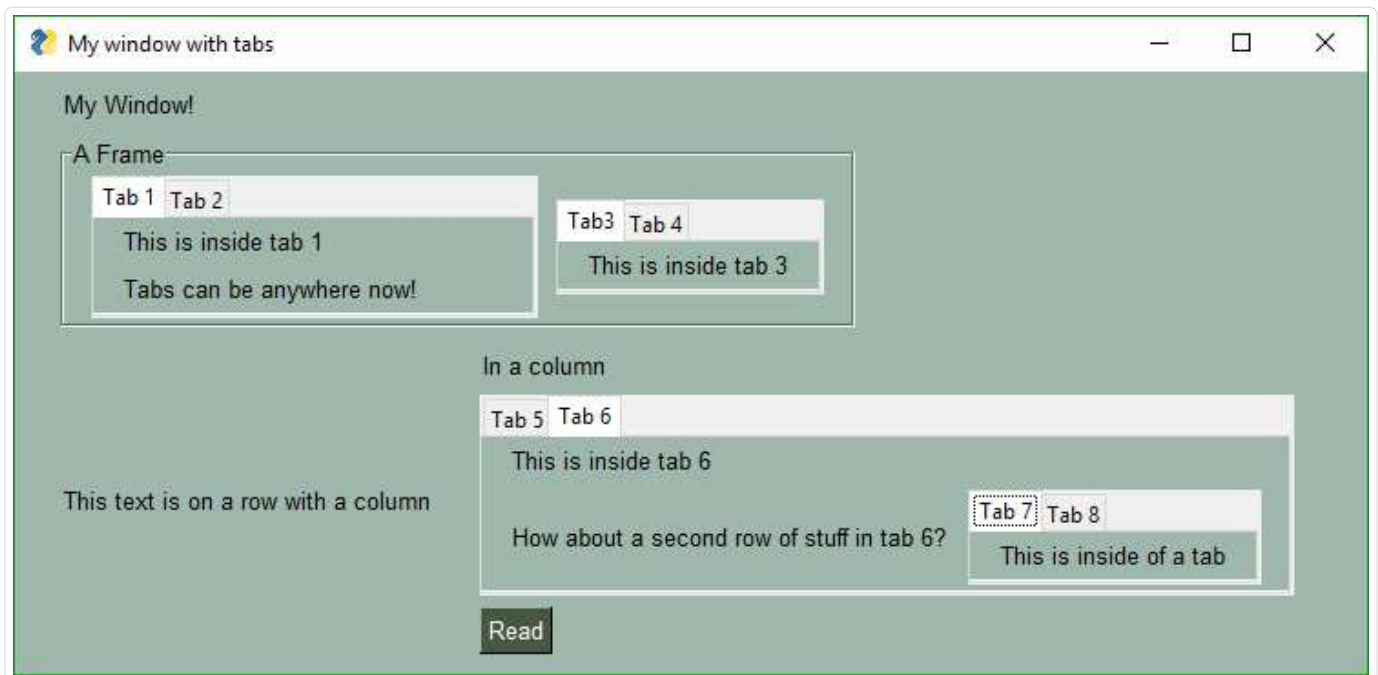 My window with tabs
My Window!
A Frame
Tab 1 Tab 2
This is inside tab 1
Tabs can be anywhere now!
Tab3 Tab 4
This is inside tab 3
This text is on a row with a column
In a column
Tab 5 Tab 6
This is inside tab 6
How about a second row of stuff in tab 6?
Tab 7 Tab 8
This is inside of a tab
Read